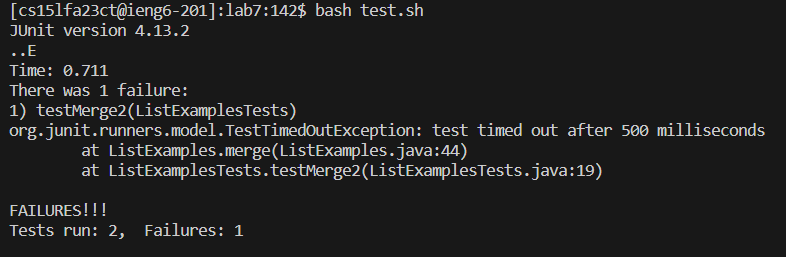 [cs15lfa23ct@ieng6-201]:lab7:142$ bash test.sh
JUnit version 4.13.2
..E
Time: 0.711
There was 1 failure:
1) testMerge2(ListExamplesTests)
org.junit.runners.model.TestTimedOutException: test timed out after 500 milliseconds
        at ListExamples.merge(ListExamples.java:44)
        at ListExamplesTests.testMerge2(ListExamplesTests.java:19)

FAILURES!!!
Tests run: 2,  Failures: 1